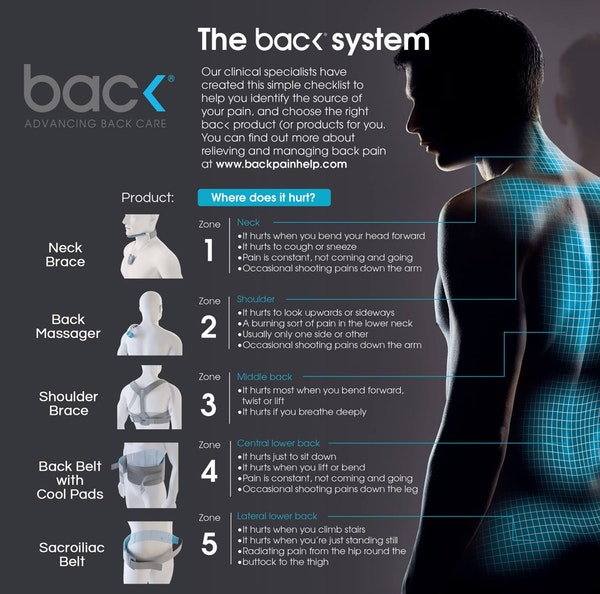 The back® system
back®
ADVANCING BACK CARE
Our clinical specialists have
created this simple checklist to
help you identify the source of
your pain, and choose the right
back product (or products for you.
You can find out more about
relieving and managing back pain
at www.backpainhelp.com
Product:
Where does it hurt?
Neck
Brace
Zone
1
Neck
•It hurts when you bend your head forward
•It hurts to cough or sneeze
•Pain is constant, not coming and going
•Occasional shooting pains down the arm
Back
Massager
Zone
2
Shoulder
•It hurts to look upwards or sideways
•A burning sort of pain in the lower neck
•Usually only one side or other
•Occasional shooting pains down the arm
Shoulder
Brace
Zone
3
Middle back
•It hurts most when you bend forward,
twist or lift
•It hurts if you breathe deeply
Back Belt
with
Cool Pads
Zone
4
Central lower back
•It hurts just to sit down
•It hurts when you lift or bend
•Pain is constant, not coming and going
•Occasional shooting pains down the leg
Sacroiliac
Belt
Zone
5
Lateral lower back
•It hurts when you climb stairs
•It hurts when you're just standing still
•Radiating pain from the hip round the
•buttock to the thigh